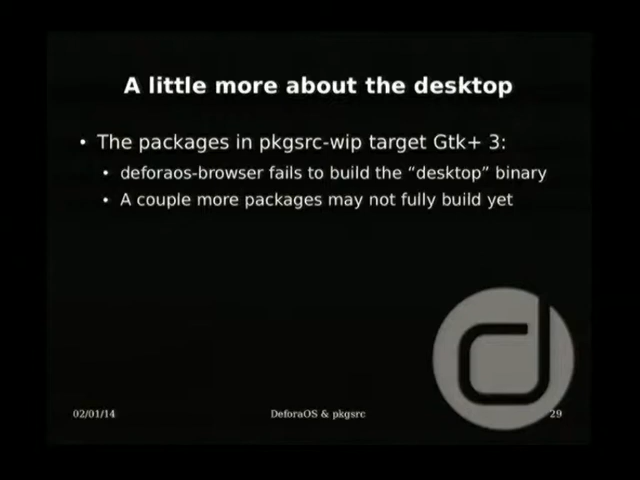 A little more about the desktop
• The packages in pkgsrc-wip target Gtk+ 3:
• deforaos-browser fails to build the “desktop” binary
• A couple more packages may not fully build yet
02/01/14
DeforaOS & pkgsrc
29